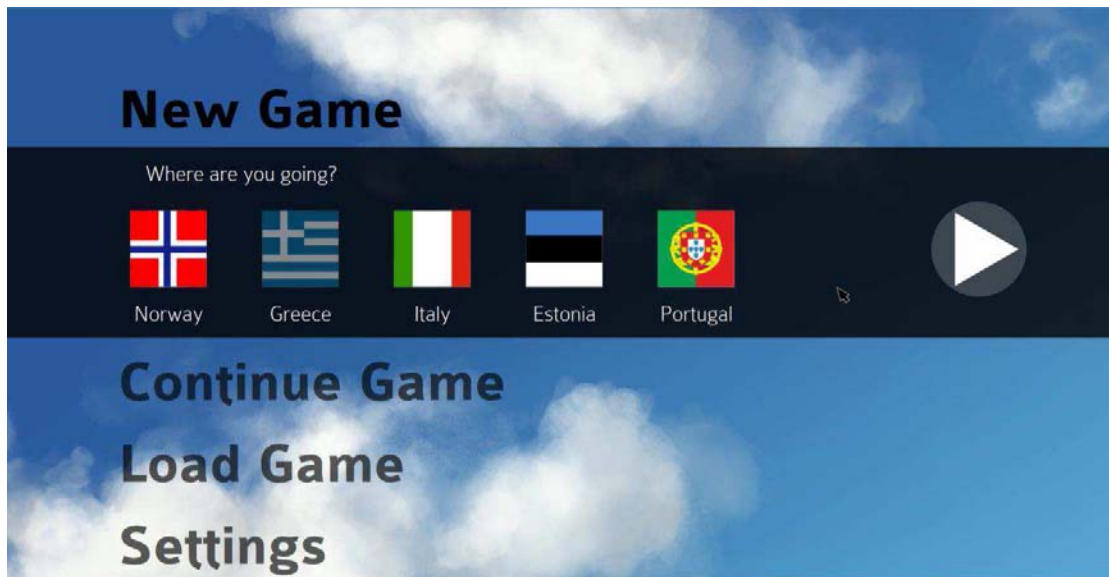 New Game
Where are you going?
Norway Greece Italy Estonia Portugal
Continue Game
Load Game
Settings